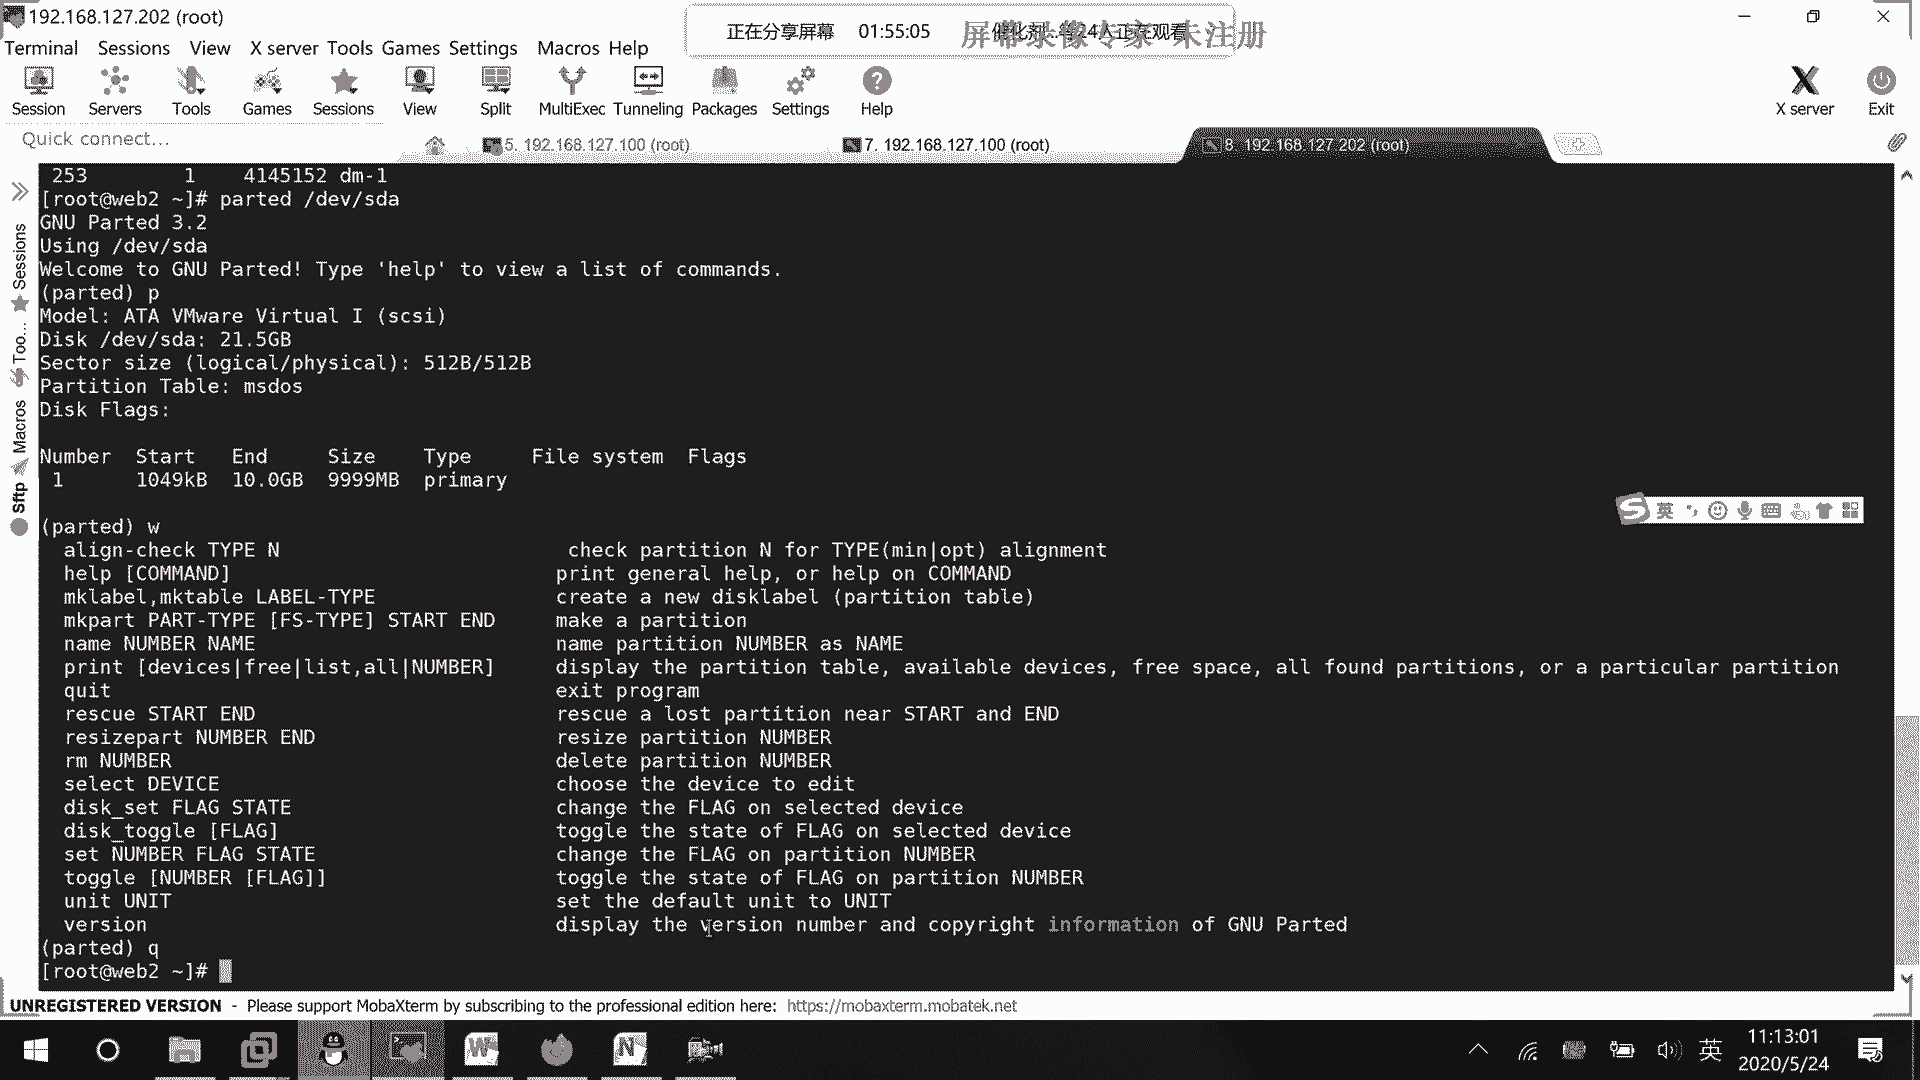 192.168.127.202 (root)
正在分享屏幕 01:55:05 催化剂..等24人正在观看
屏幕录像专家 未注册
Terminal Sessions View X server Tools Games Settings Macros Help
Session Servers Tools Games Sessions View Split MultiExec Tunneling Packages Settings Help X server Exit
Quick connect...
5. 192.168.127.100 (root) 7. 192.168.127.100 (root) 8. 192.168.127.202 (root)
Sessions
Too...
Macros
Sftp
253 1 4145152 dm-1
[root@web2 ~]# parted /dev/sda
GNU Parted 3.2
Using /dev/sda
Welcome to GNU Parted! Type 'help' to view a list of commands.
(parted) p
Model: ATA VMware Virtual I (scsi)
Disk /dev/sda: 21.5GB
Sector size (logical/physical): 512B/512B
Partition Table: msdos
Disk Flags:
Number Start End Size Type File system Flags
1 1049kB 10.0GB 9999MB primary
(parted) w
align-check TYPE N check partition N for TYPE(min|opt) alignment
help [COMMAND] print general help, or help on COMMAND
mklabel,mktable LABEL-TYPE create a new disklabel (partition table)
mkpart PART-TYPE [FS-TYPE] START END make a partition
name NUMBER NAME name partition NUMBER as NAME
print [devices|free|list,all|NUMBER] display the partition table, available devices, free space, all found partitions, or a particular partition
quit exit program
rescue START END rescue a lost partition near START and END
resizepart NUMBER END resize partition NUMBER
rm NUMBER delete partition NUMBER
select DEVICE choose the device to edit
disk_set FLAG STATE change the FLAG on selected device
disk_toggle [FLAG] toggle the state of FLAG on selected device
set NUMBER FLAG STATE change the FLAG on partition NUMBER
toggle [NUMBER [FLAG]] toggle the state of FLAG on partition NUMBER
unit UNIT set the default unit to UNIT
version display the version number and copyright information of GNU Parted
(parted) q
[root@web2 ~]#
英
UNREGISTERED VERSION - Please support MobaXterm by subscribing to the professional edition here: https://mobaxterm.mobatek.net
英 11:13:01
2020/5/24